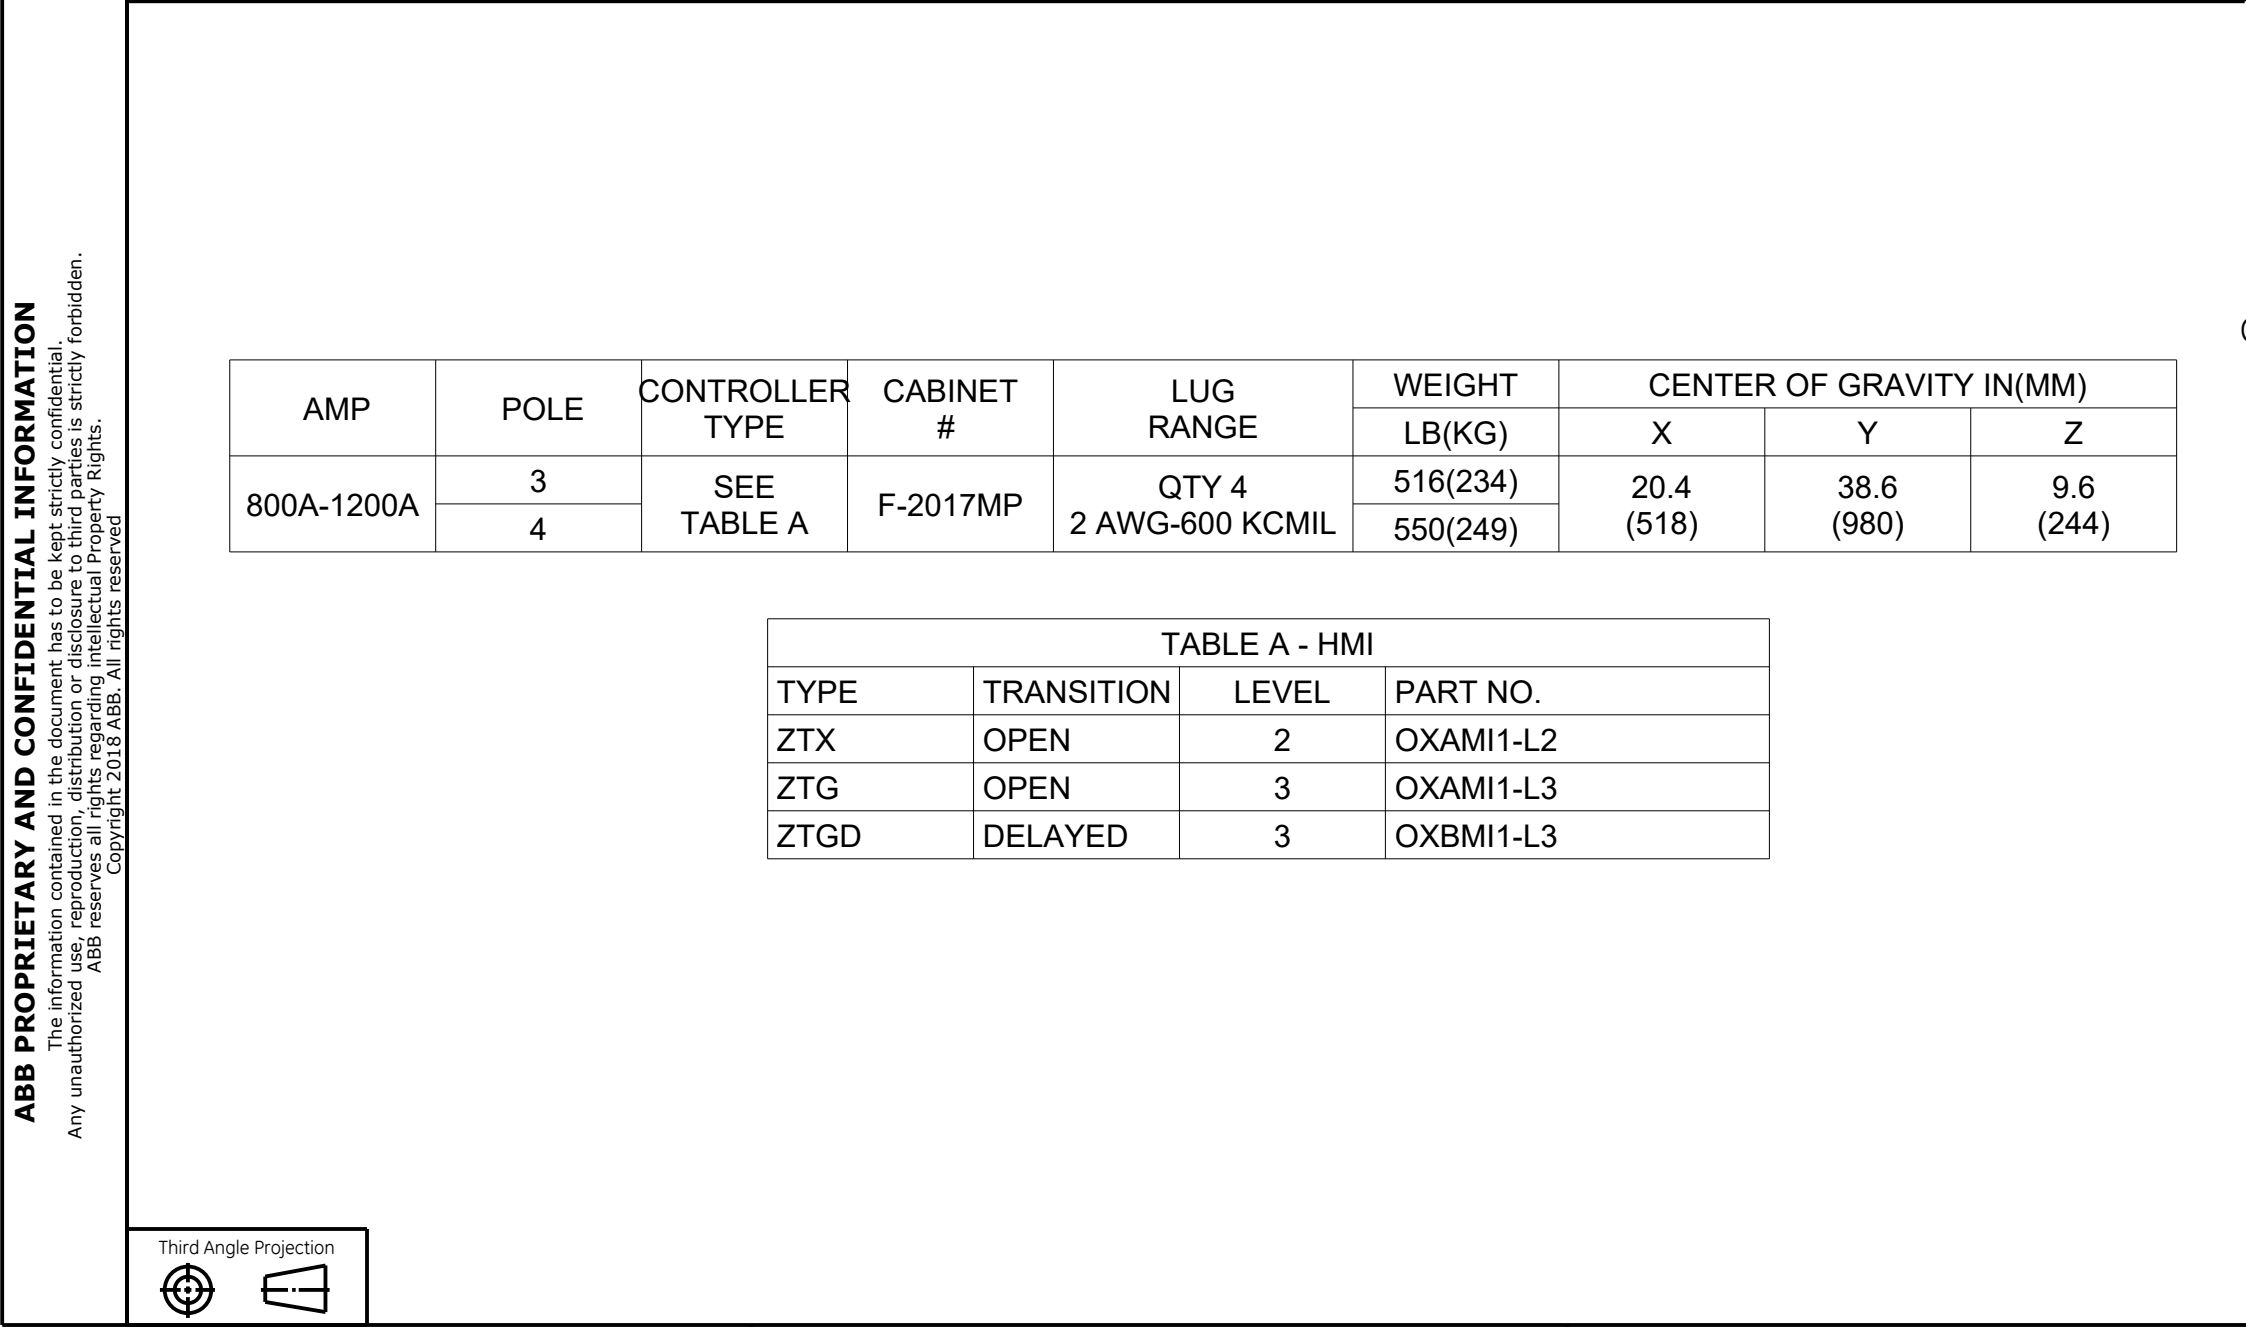 ABB PROPRIETARY AND CONFIDENTIAL INFORMATION
The information contained in the document has to be kept strictly confidential.
Any unauthorized use, reproduction, distribution or disclosure to third parties is strictly forbidden.
ABB reserves all rights regarding intellectual Property Rights.
Copyright 2018 ABB. All rights reserved
AMP POLE CONTROLLER TYPE CABINET # LUG RANGE WEIGHT CENTER OF GRAVITY IN(MM)
LB(KG) X Y Z
800A-1200A 3 SEE TABLE A F-2017MP QTY 4 2 AWG-600 KCMIL 516(234) 20.4 (518) 38.6 (980) 9.6 (244)
4 550(249)
TABLE A - HMI
TYPE TRANSITION LEVEL PART NO.
ZTX OPEN 2 OXAMI1-L2
ZTG OPEN 3 OXAMI1-L3
ZTGD DELAYED 3 OXBMI1-L3
Third Angle Projection